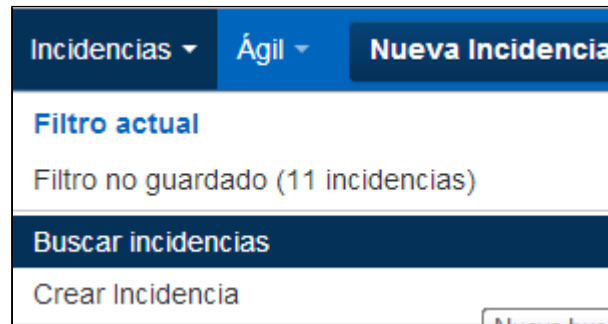 Incidencias Ágil Nueva Incidencia
Filtro actual
Filtro no guardado (11 incidencias)
Buscar incidencias
Crear Incidencia